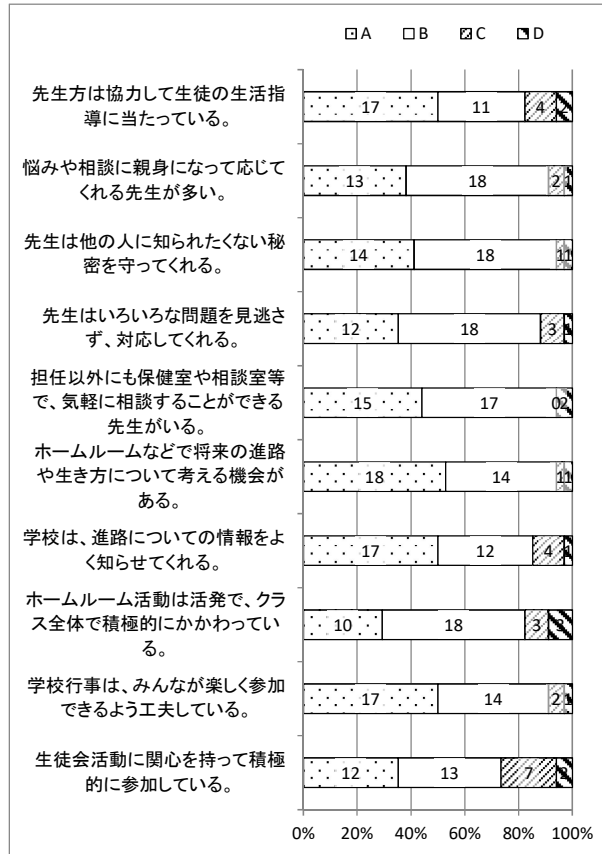 A B C D
先生方は協力して生徒の生活指
導に当たっている。
17 11 4 2
悩みや相談に親身になって応じて
くれる先生が多い。
13 18 2 1
先生は他の人に知られたくない秘
密を守ってくれる。
14 18 1 1
先生はいろいろな問題を見逃さ
ず、対応してくれる。
12 18 3 1
担任以外にも保健室や相談室等
で、気軽に相談することができる
先生がいる。
15 17 0 2
ホームルームなどで将来の進路
や生き方について考える機会が
ある。
18 14 1 1
学校は、進路についての情報をよ
く知らせてくれる。
17 12 4 1
ホームルーム活動は活発で、クラ
ス全体で積極的にかかわってい
る。
10 18 3 3
学校行事は、みんなが楽しく参加
できるよう工夫している。
17 14 2 1
生徒会活動に関心を持って積極
的に参加している。
12 13 7 2
0% 20% 40% 60% 80% 100%